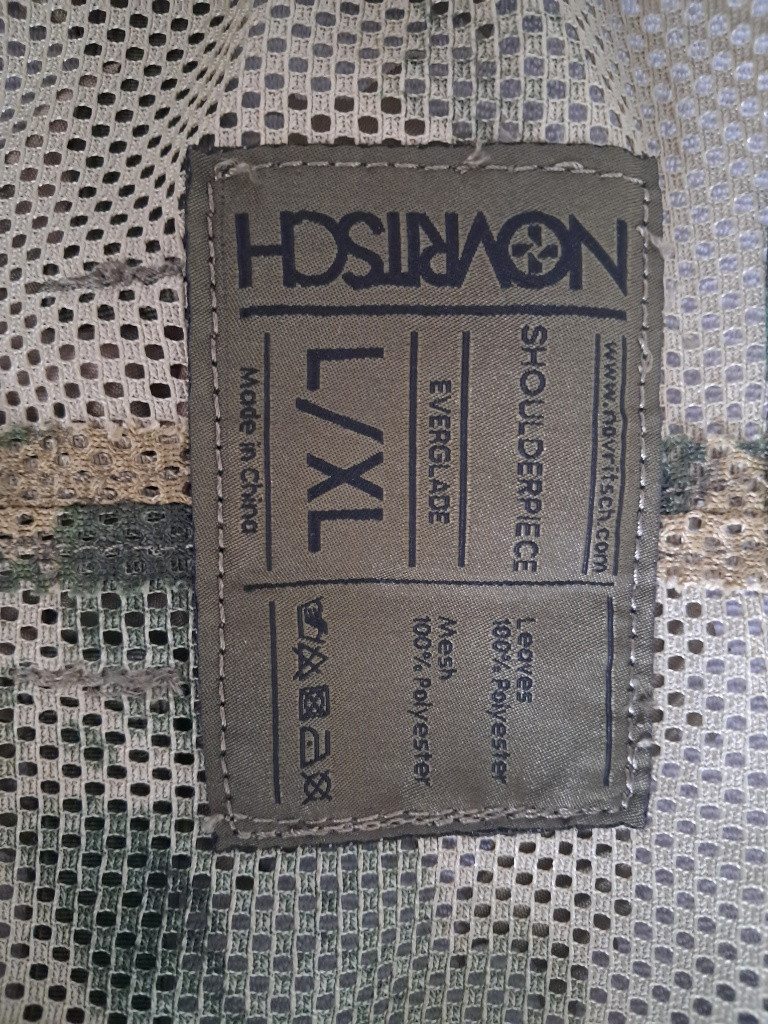 NOVRITSCH
www.novritsch.com
SHOULDERPIECE
EVERGLADE
L/XL
Made in China
Leaves
100% Polyester
Mesh
100% Polyester